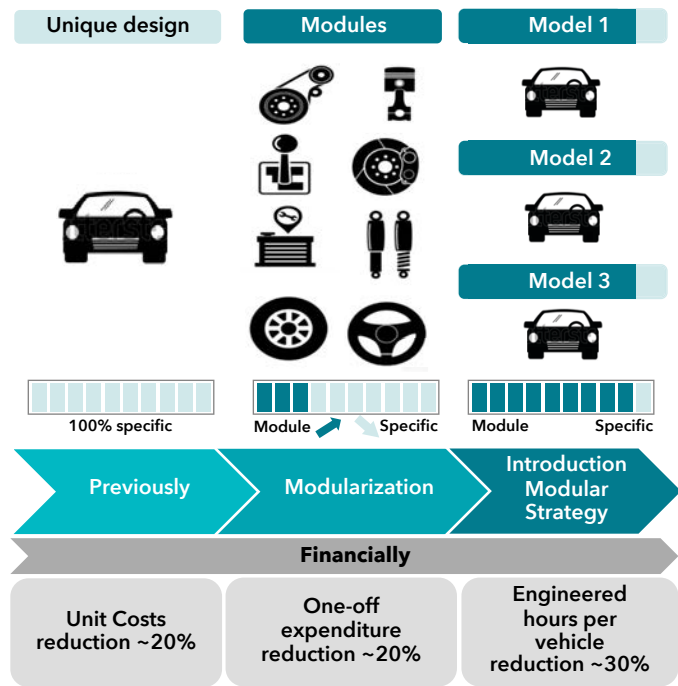 Unique design
Modules
Model 1
Model 2
Model 3
100% specific
Module
Specific
Module
Specific
Previously
Modularization
Introduction
Modular
Strategy
Financially
Unit Costs
reduction ~20%
One-off
expenditure
reduction ~20%
Engineered
hours per
vehicle
reduction ~30%